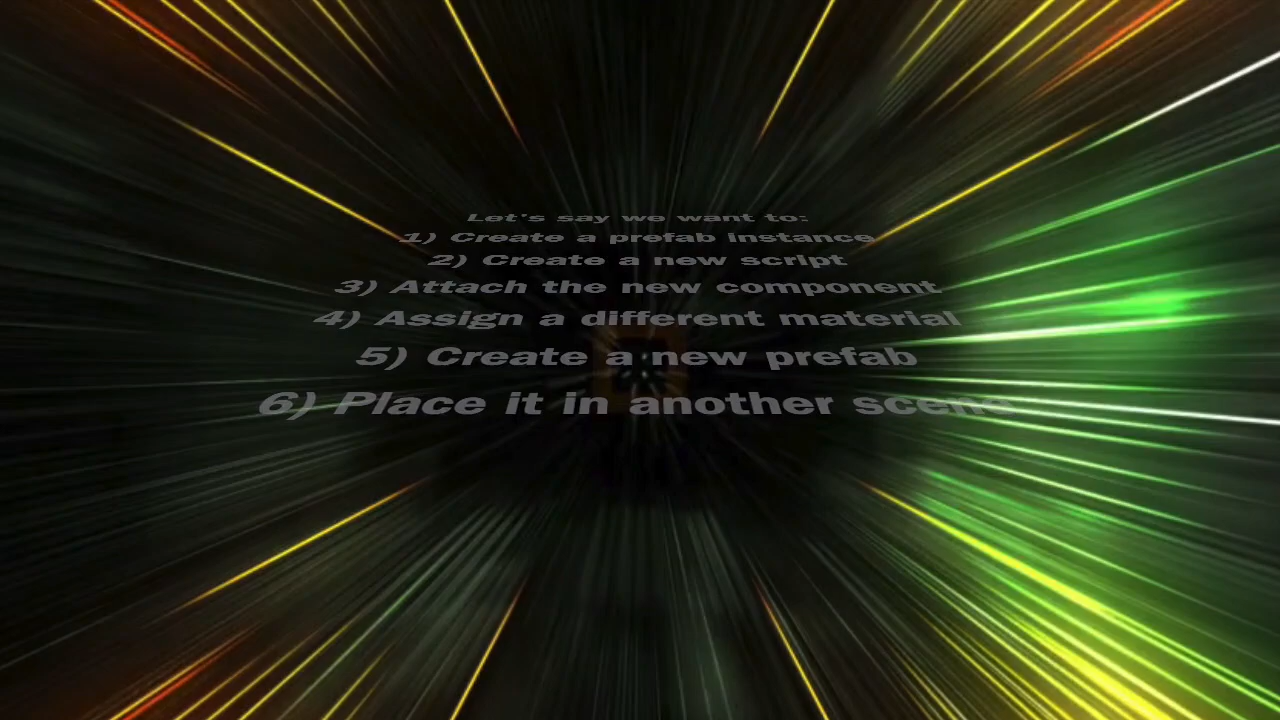 Let's say we want to:
1) Create a prefab instance
2) Create a new script
3) Attach the new component
4) Assign a different material
5) Create a new prefab
6) Place it in another scene